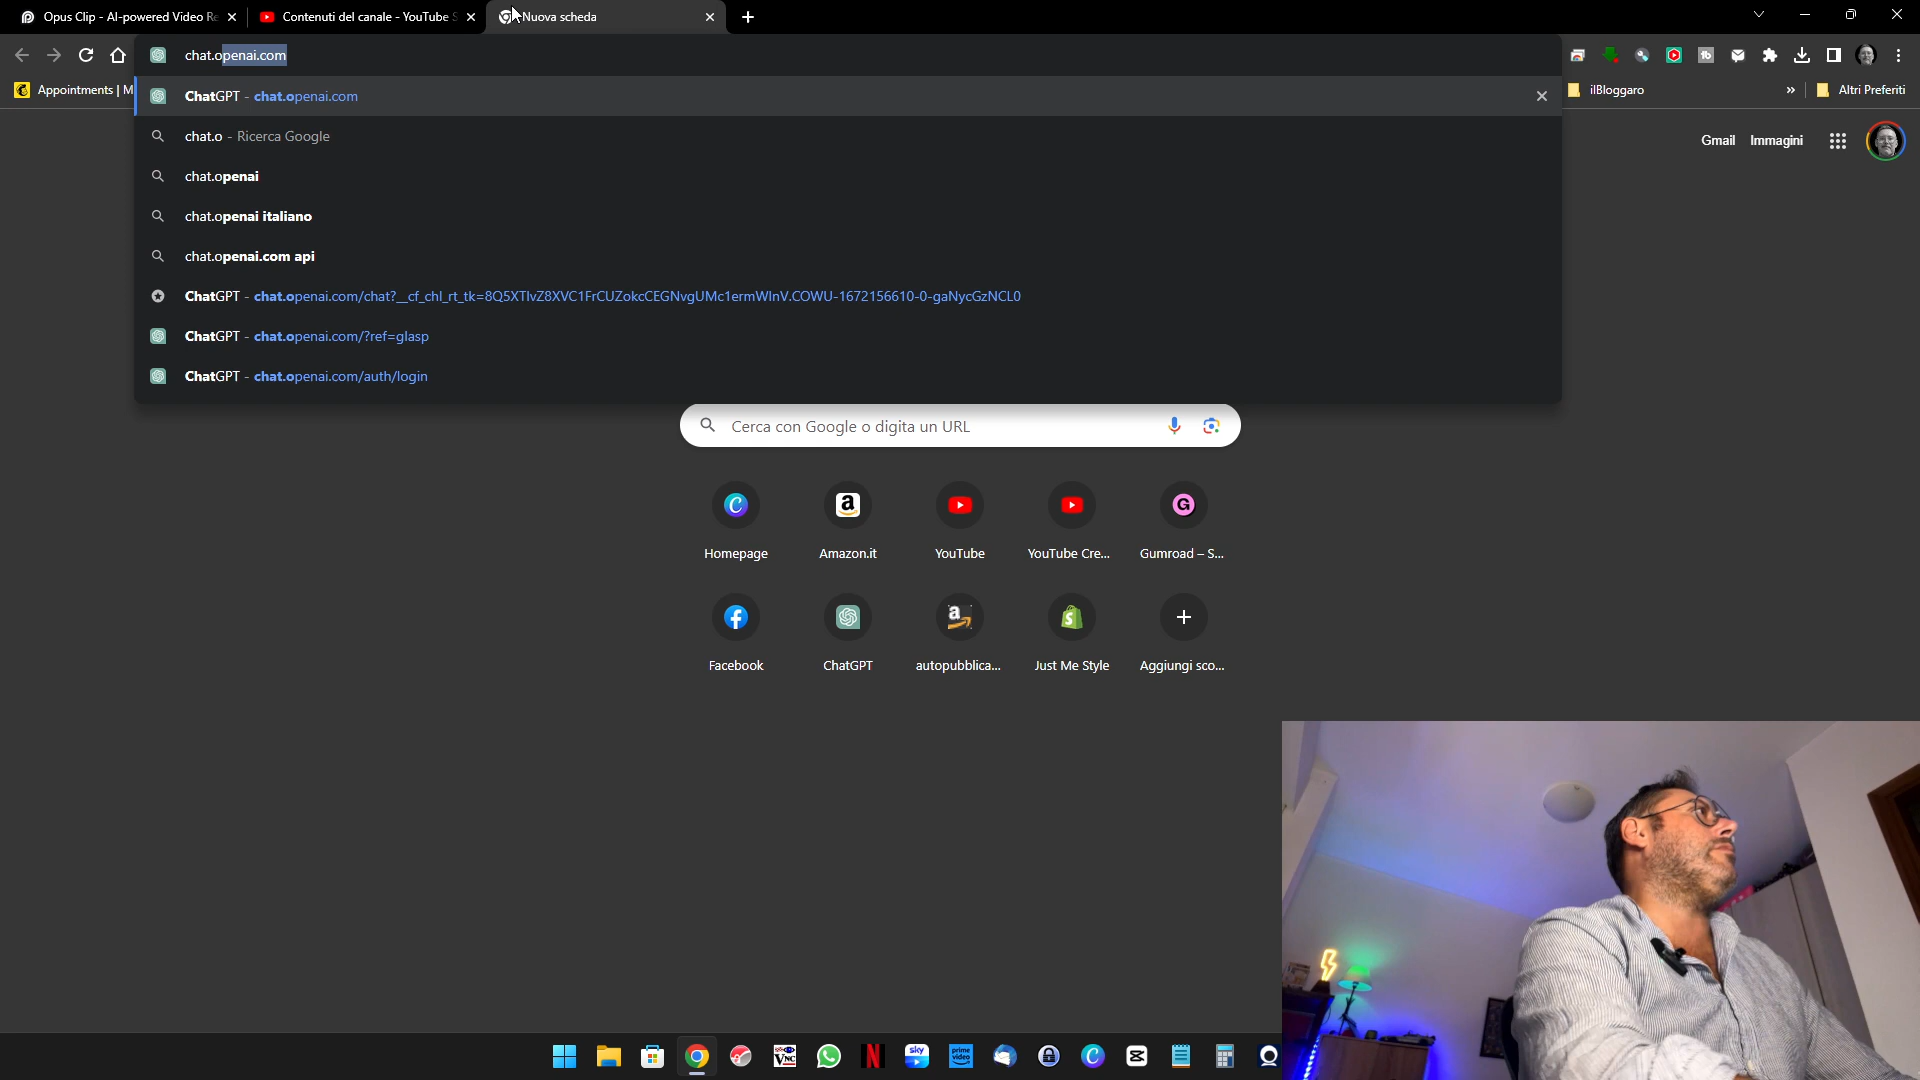 Opus Clip - AI-powered Video Re
Contenuti del canale - YouTube S
Nuova scheda
chat.openai.com
Appointments | M
ChatGPT - chat.openai.com
ilBloggaro
»
Altri Preferiti
chat.o - Ricerca Google
Gmail
Immagini
chat.openai
chat.openai italiano
chat.openai.com api
ChatGPT - chat.openai.com/chat?__cf_chl_rt_tk=8Q5XTlvZ8XVC1FrCUZokcCEGNvgUMc1ermWlnV.COWU-1672156610-0-gaNycGzNCL0
ChatGPT - chat.openai.com/?ref=glasp
ChatGPT - chat.openai.com/auth/login
Cerca con Google o digita un URL
Homepage
Amazon.it
YouTube
YouTube Cre...
Gumroad – S...
Facebook
ChatGPT
autopubblica...
Just Me Style
Aggiungi sco...